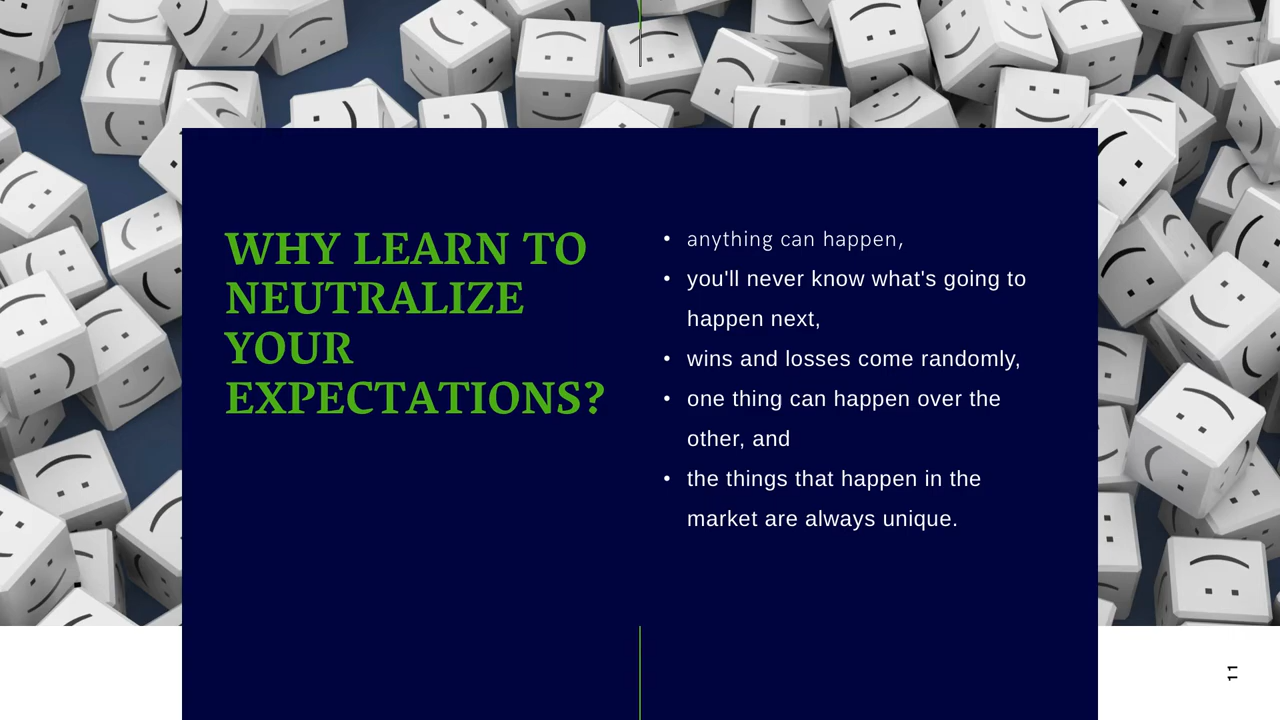 WHY LEARN TO
NEUTRALIZE
YOUR
EXPECTATIONS?
• anything can happen,
• you'll never know what's going to
happen next,
• wins and losses come randomly,
• one thing can happen over the
other, and
• the things that happen in the
market are always unique.
11